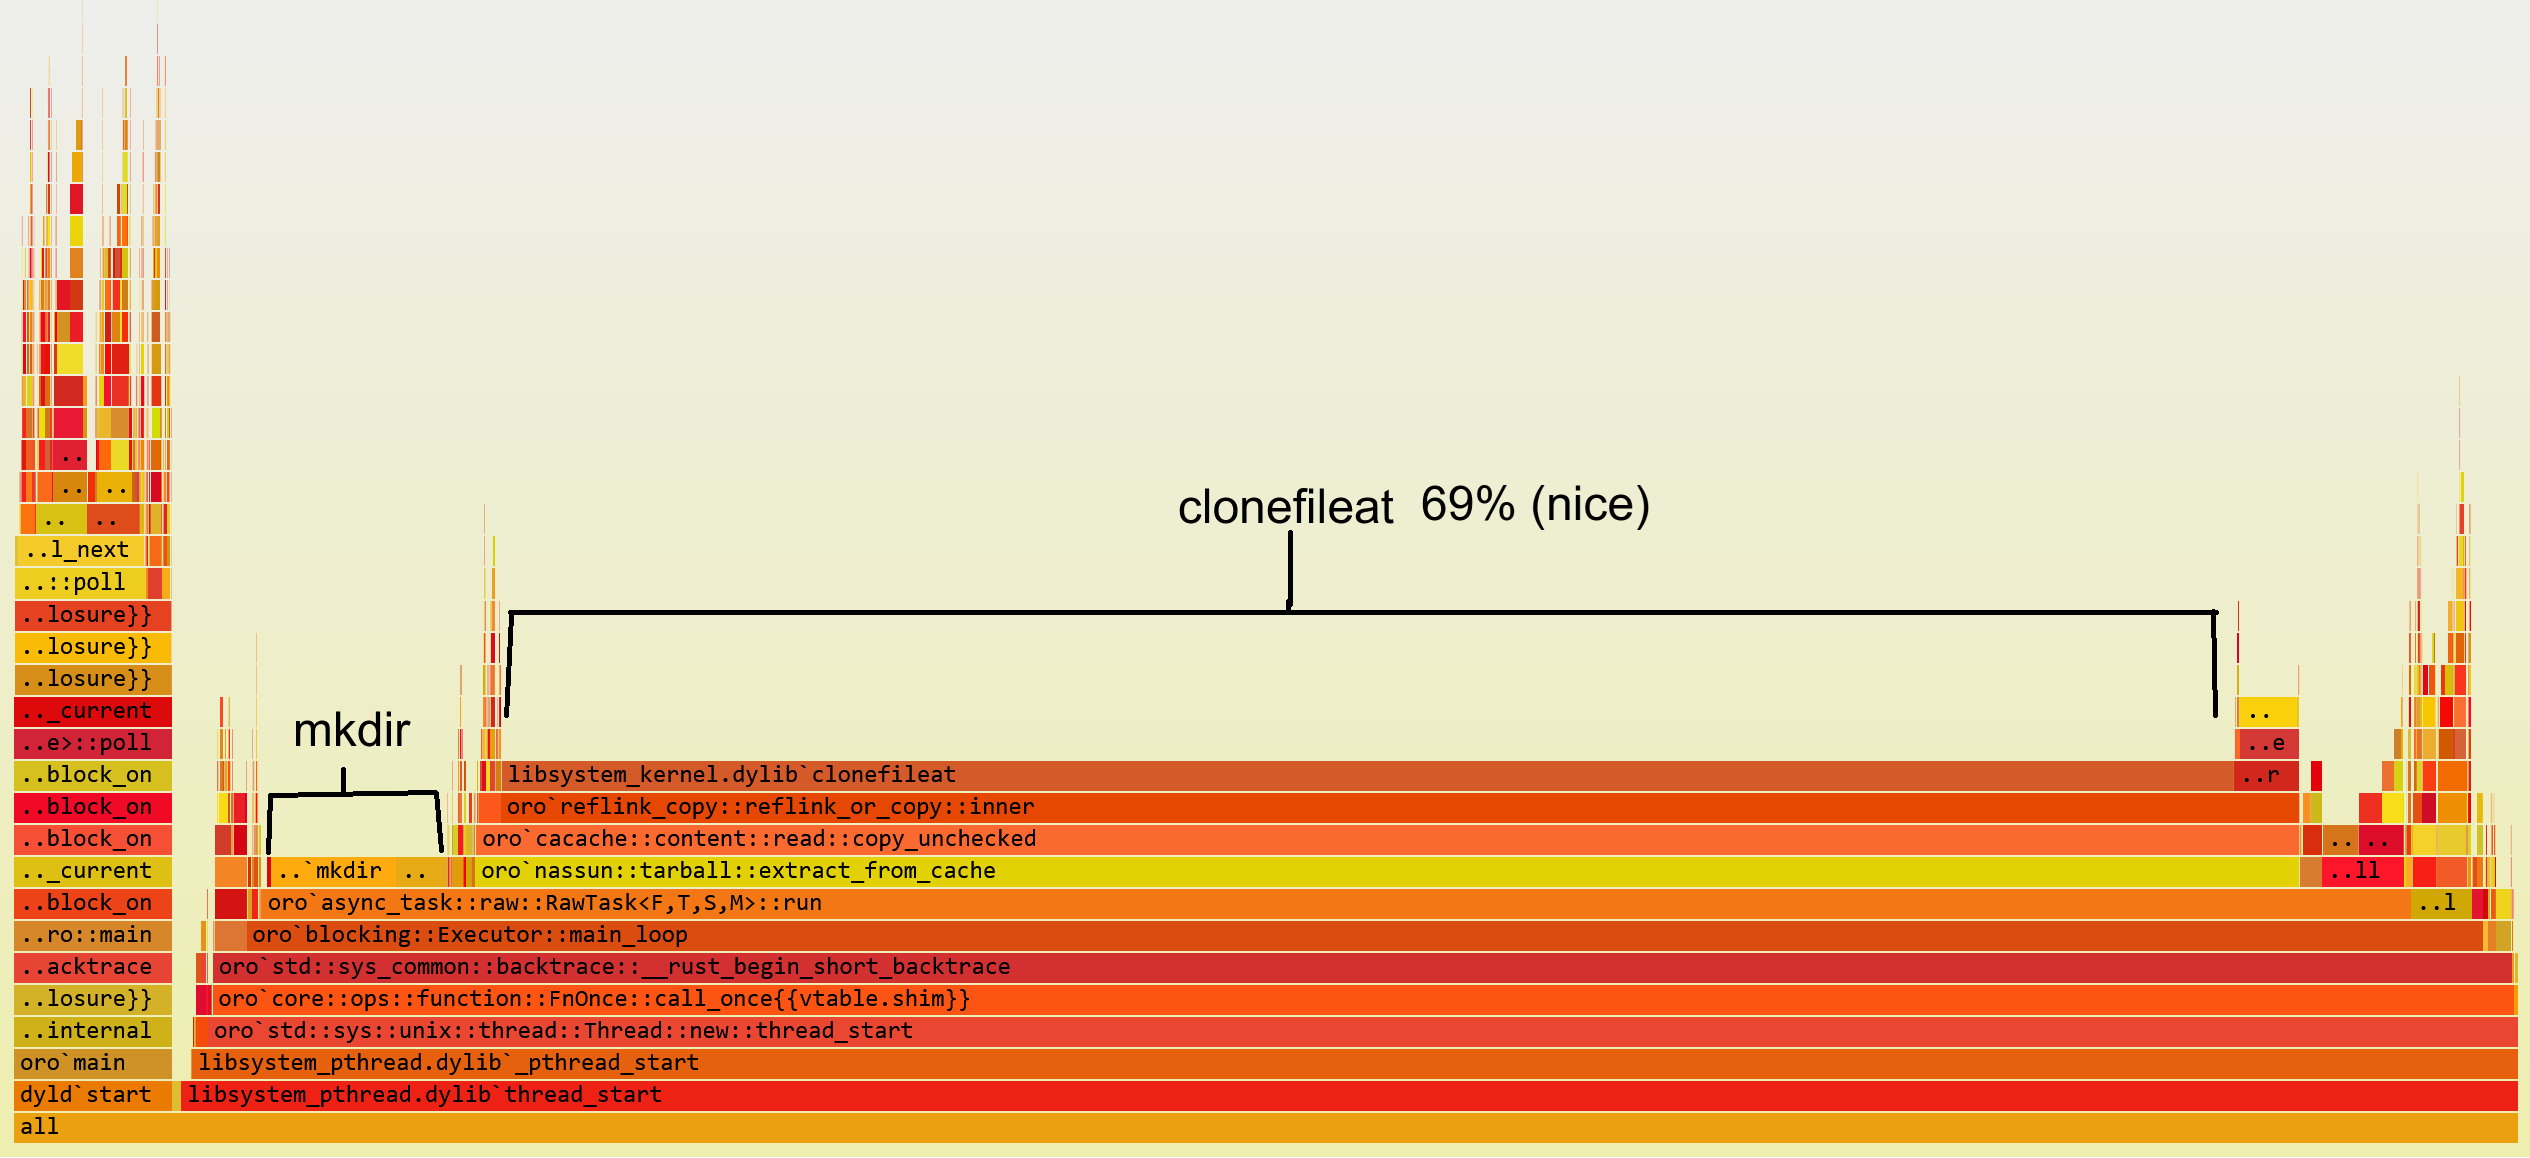 ..
.. ..
.. ..
..l_next
clonefileat 69% (nice)
..::poll
..losure}}
..losure}}
..losure}}
.._current
..
mkdir
..e>::poll
..e
..block_on
libsystem_kernel.dylib`clonefileat
..r
..block_on
oro`reflink_copy::reflink_or_copy::inner
..block_on
oro`cacache::content::read::copy_unchecked
.. ..
.._current
..`mkdir
..
oro`nassun::tarball::extract_from_cache
..ll
..block_on
oro`async_task::raw::RawTask<F,T,S,M>::run
..l
..ro::main
oro`blocking::Executor::main_loop
..acktrace
oro`std::sys_common::backtrace::__rust_begin_short_backtrace
..losure}}
oro`core::ops::function::FnOnce::call_once{{vtable.shim}}
..internal
oro`std::sys::unix::thread::Thread::new::thread_start
oro`main
libsystem_pthread.dylib`_pthread_start
dyld`start
libsystem_pthread.dylib`thread_start
all